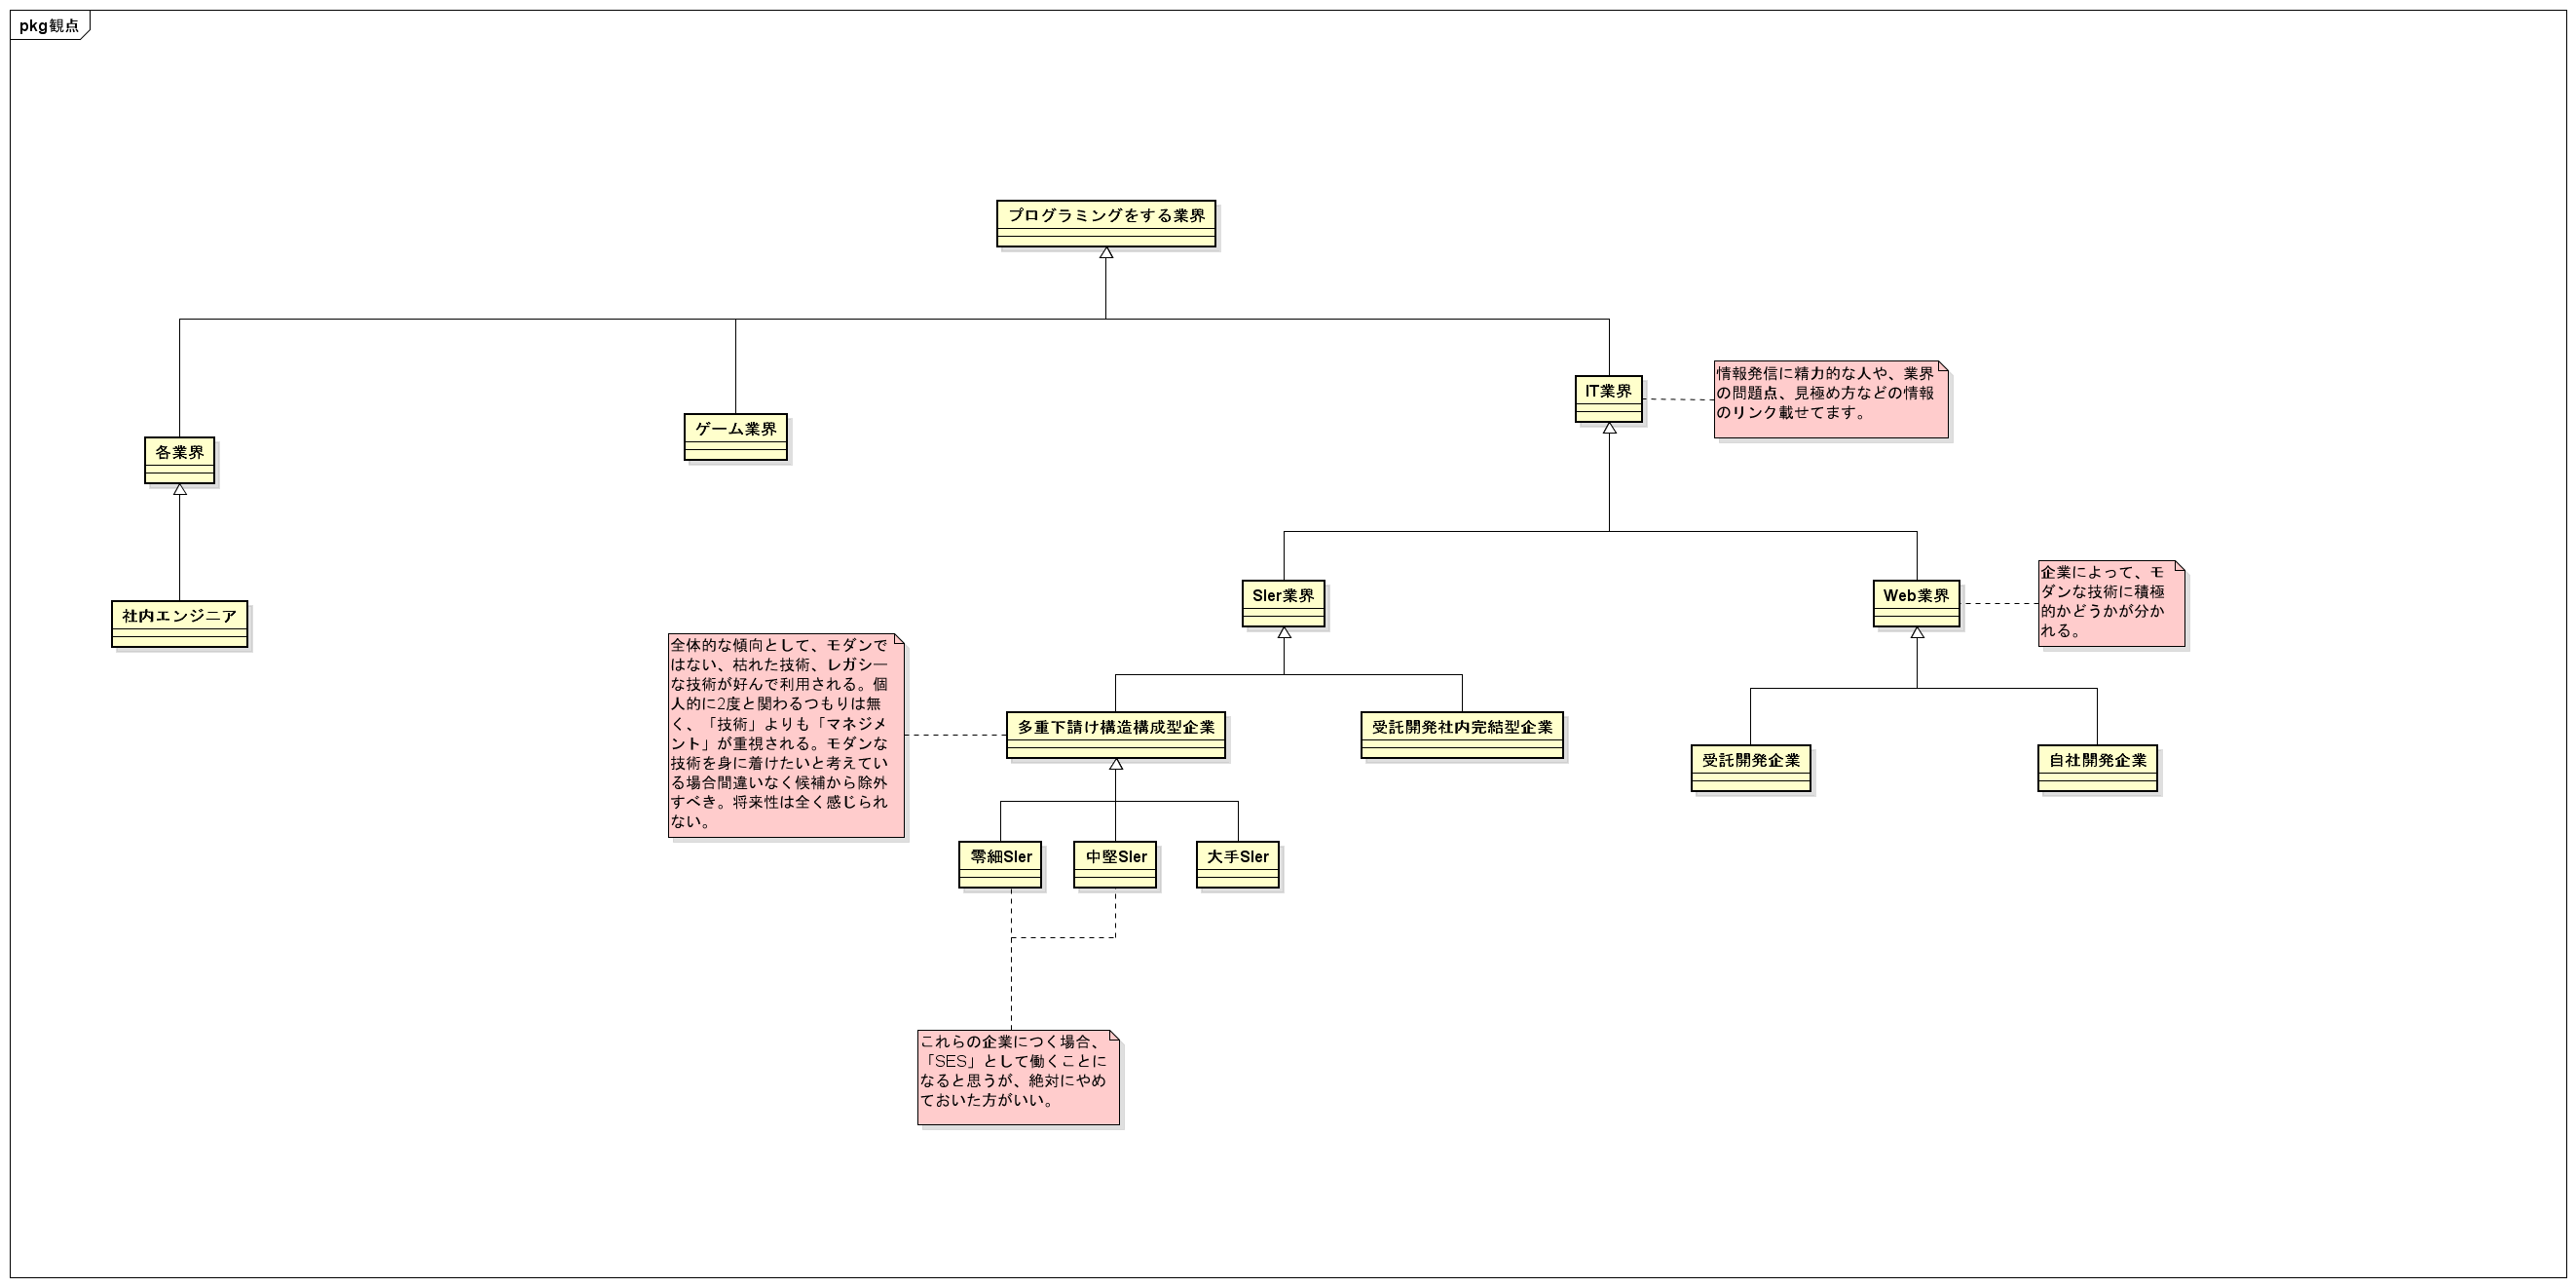 pkg観点
プログラミングをする業界
IT業界
情報発信に精力的な人や、業界
の問題点、見極め方などの情報
のリンク載せてます。
ゲーム業界
各業界
社内エンジニア
SIer業界
Web業界
企業によって、モ
ダンな技術に積極
的かどうかが分か
れる。
全体的な傾向として、モダンで
はない、枯れた技術、レガシー
な技術が好んで利用される。個
人的に2度と関わるつもりは無
く、「技術」よりも「マネジメ
ント」が重視される。モダンな
技術を身に着けたいと考えてい
る場合間違いなく候補から除外
すべき。将来性は全く感じられ
ない。
多重下請け構造構成型企業
受託開発社内完結型企業
受託開発企業
自社開発企業
零細SIer
中堅SIer
大手SIer
これらの企業につく場合、
「SES」として働くことに
なると思うが、絶対にやめ
ておいた方がいい。